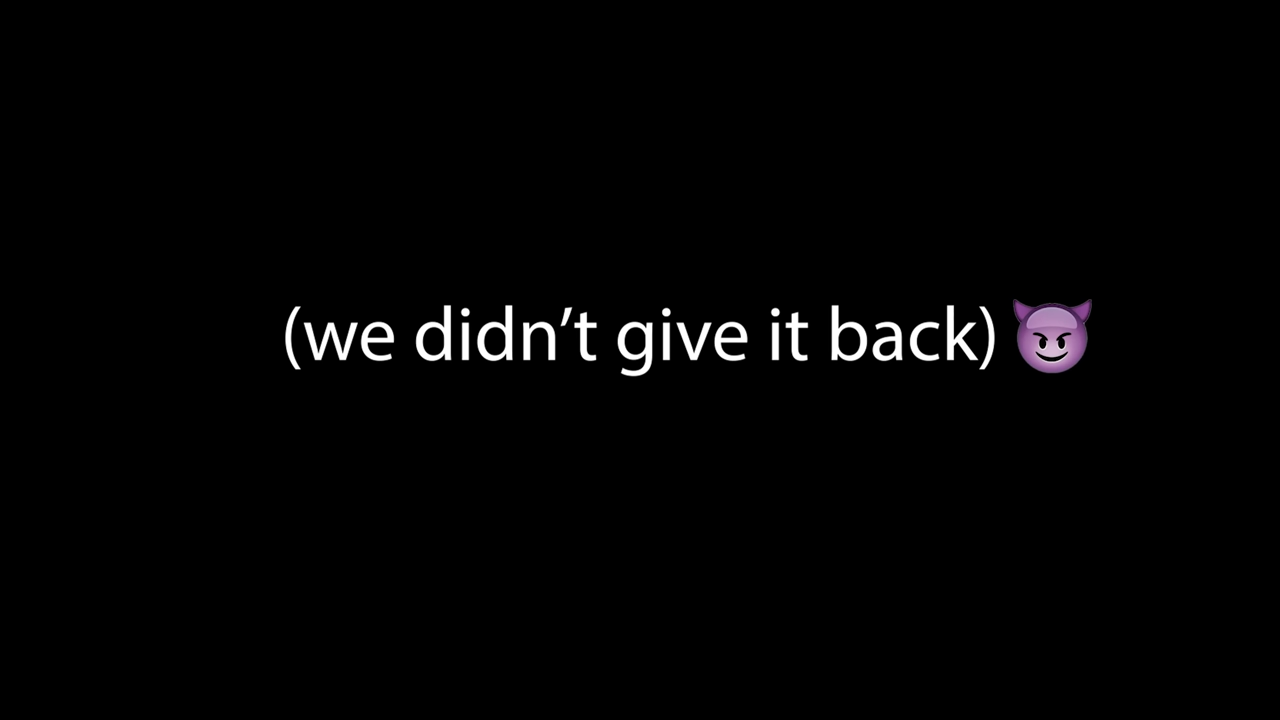 (we didn’t give it back) 😈